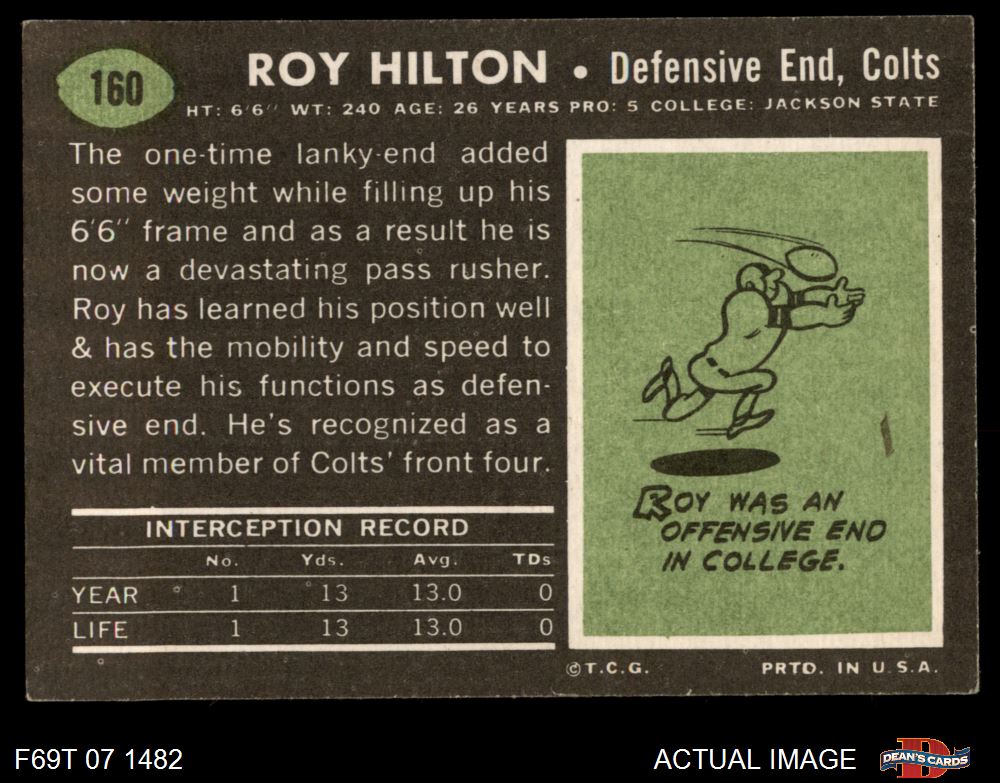 160
ROY HILTON • Defensive End, Colts
HT: 6'6" WT: 240 AGE: 26 YEARS PRO: 5 COLLEGE: JACKSON STATE
The one-time lanky-end added
some weight while filling up his
6'6" frame and as a result he is
now a devastating pass rusher.
Roy has learned his position well
& has the mobility and speed to
execute his functions as defen-
sive end. He's recognized as a
vital member of Colts' front four.
INTERCEPTION RECORD
No. Yds. Avg. TDs
YEAR 1 13 13.0 0
LIFE 1 13 13.0 0
ROY WAS AN
OFFENSIVE END
IN COLLEGE.
©T.C.G. PRTD. IN U.S.A.
F69T 07 1482 ACTUAL IMAGE
DEAN'S CARDS